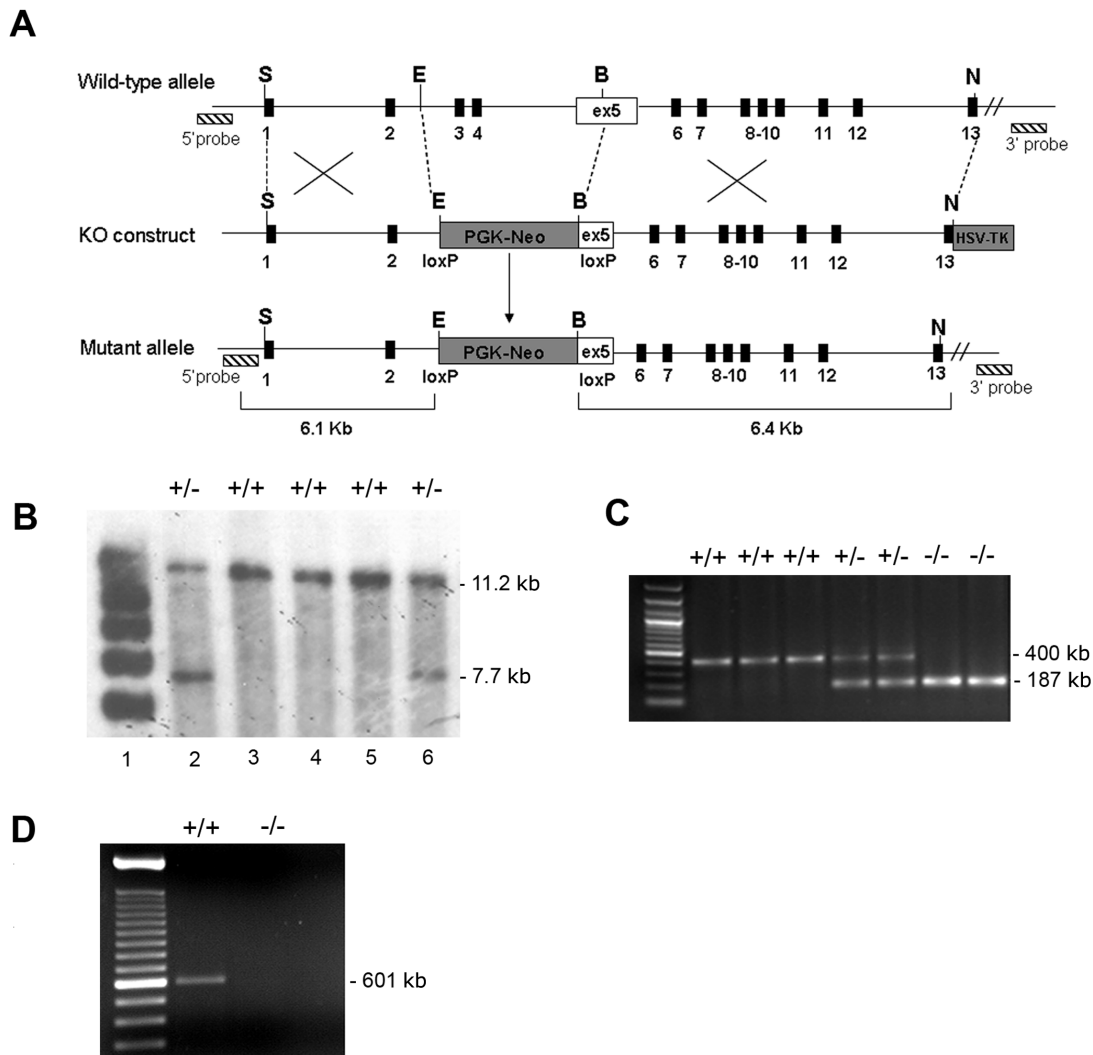 A
Wild-type allele
S E B N
ex5
5'probe
1 2 3 4 6 7 8-10 11 12 13
3' probe
S E B N
KO construct
PGK-Neo ex5 HSV-TK
1 2 loxP loxP 6 7 8-10 11 12 13
S E B N
Mutant allele
PGK-Neo ex5
5'probe
1 2 loxP loxP 6 7 8-10 11 12 13
3' probe
6.1 Kb 6.4 Kb
B
+/- +/+ +/+ +/+ +/-
- 11.2 kb
- 7.7 kb
1 2 3 4 5 6
C
+/+ +/+ +/+ +/- +/- -/- -/-
- 400 kb
- 187 kb
D
+/+ -/-
- 601 kb